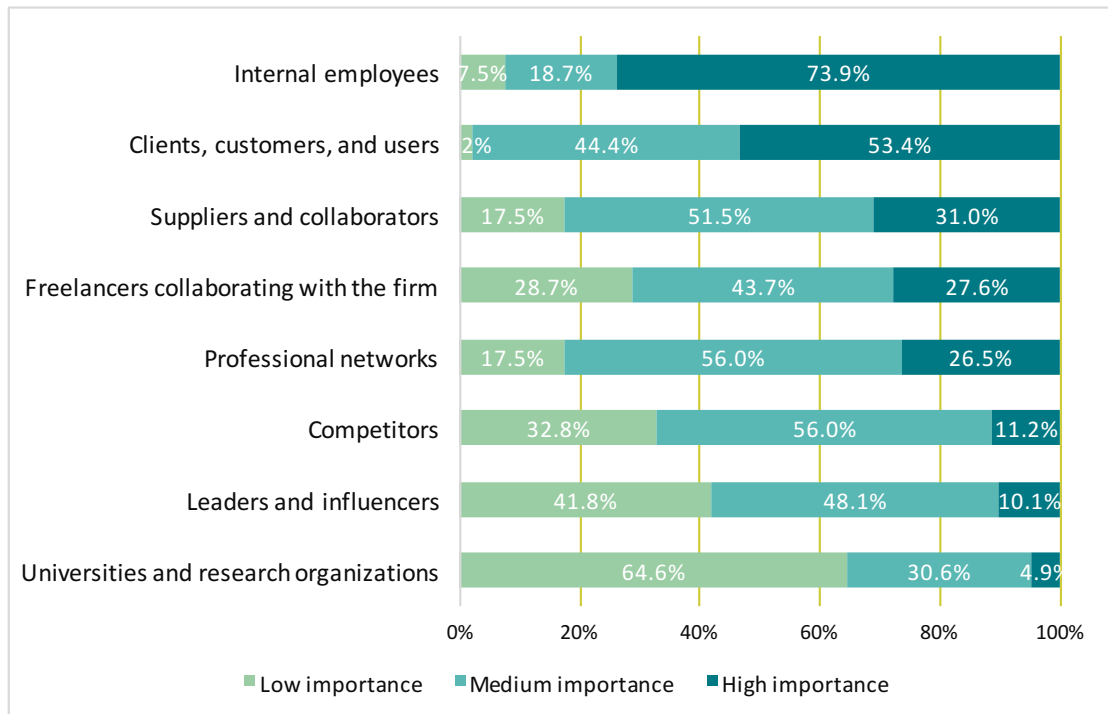 Internal employees 7.5% 18.7% 73.9%
Clients, customers, and users 2% 44.4% 53.4%
Suppliers and collaborators 17.5% 51.5% 31.0%
Freelancers collaborating with the firm 28.7% 43.7% 27.6%
Professional networks 17.5% 56.0% 26.5%
Competitors 32.8% 56.0% 11.2%
Leaders and influencers 41.8% 48.1% 10.1%
Universities and research organizations 64.6% 30.6% 4.9%
0% 20% 40% 60% 80% 100%
Low importance Medium importance High importance